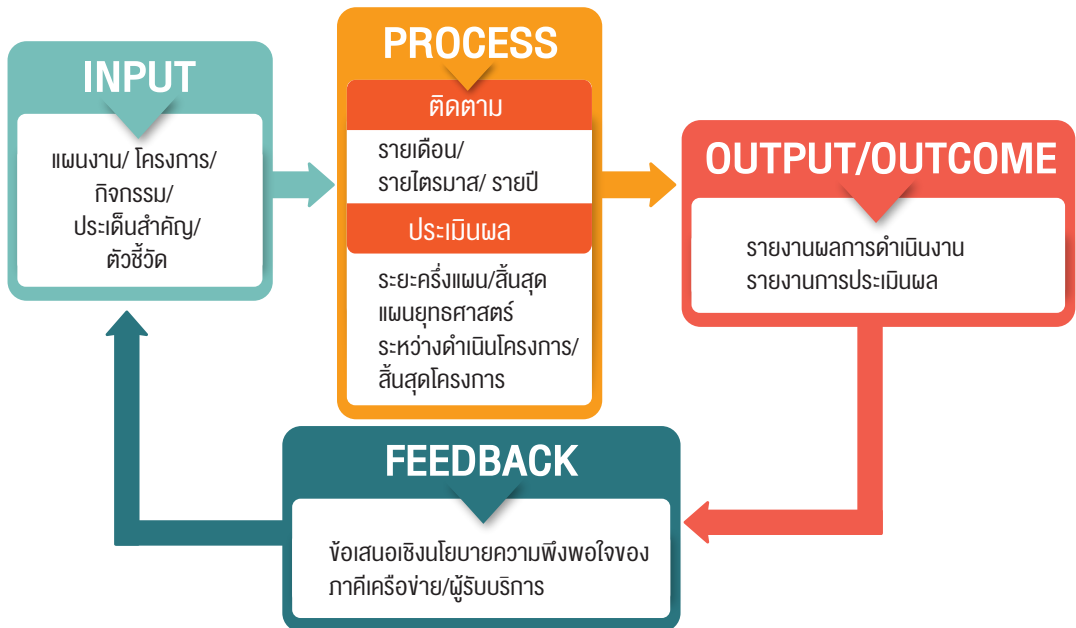 INPUT
แผนงาน/ โครงการ/
กิจกรรม/
ประเด็นสำคัญ/
ตัวชี้วัด
PROCESS
ติดตาม
รายเดือน/
รายไตรมาส/ รายปี
ประเมินผล
ระยะครึ่งแผน/สิ้นสุด
แผนยุทธศาสตร์
ระหว่างดำเนินโครงการ/
สิ้นสุดโครงการ
OUTPUT/OUTCOME
รายงานผลการดำเนินงาน
รายงานการประเมินผล
FEEDBACK
ข้อเสนอเชิงนโยบายความพึงพอใจของ
ภาคีเครือข่าย/ผู้รับบริการ